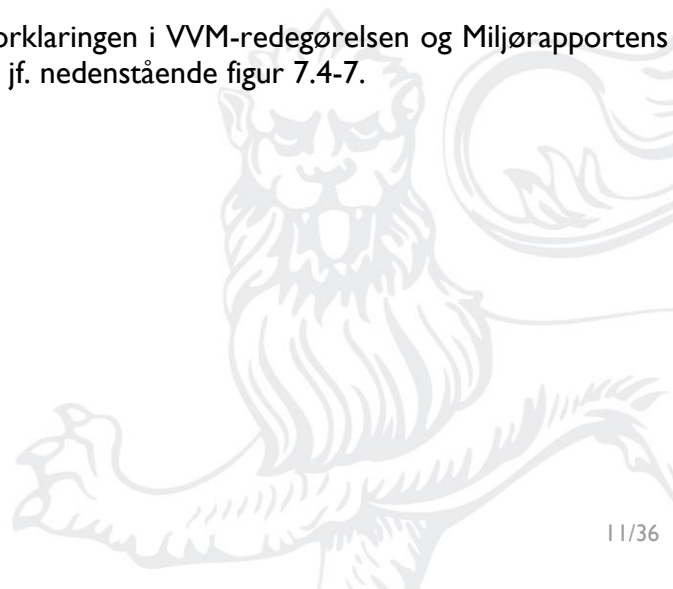 orklaringen i VVM-redegørelsen og Miljørapportens
jf. nedenstående figur 7.4-7.
11/36